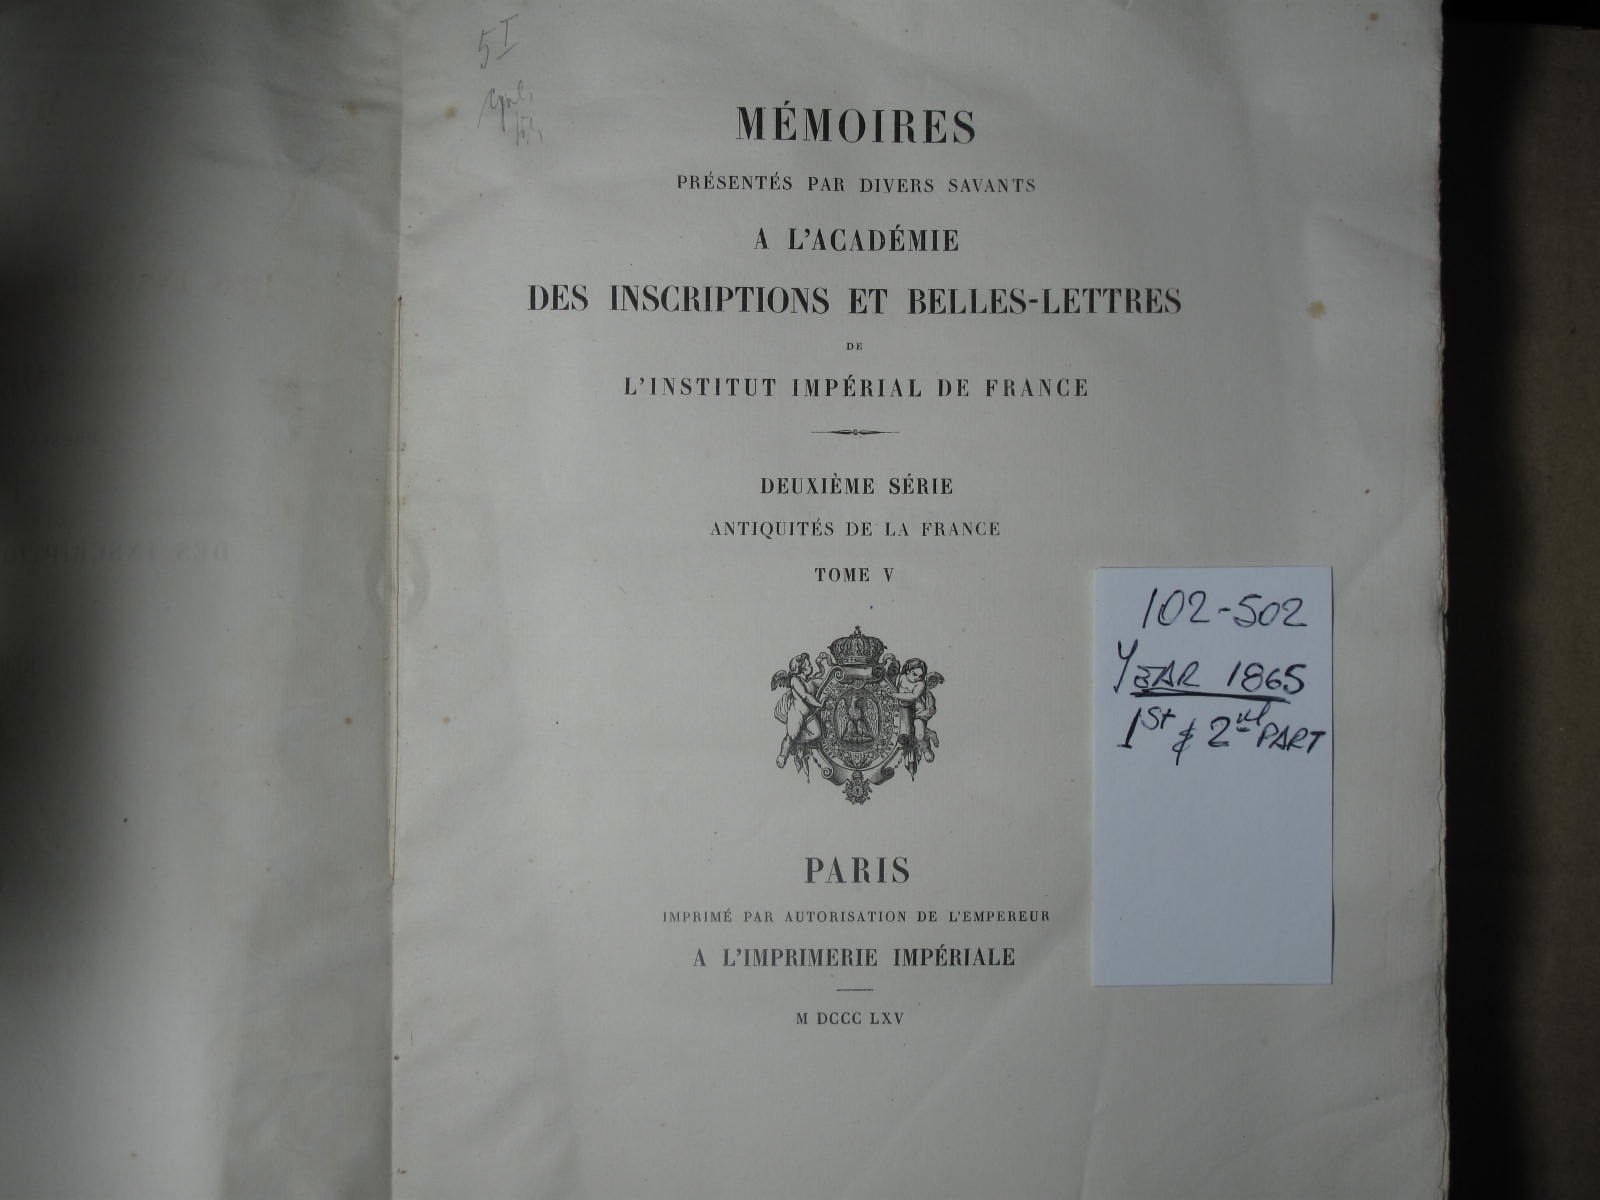 5 I
MÉMOIRES
PRÉSENTÉS PAR DIVERS SAVANTS
A L'ACADÉMIE
DES INSCRIPTIONS ET BELLES-LETTRES
DE
L'INSTITUT IMPÉRIAL DE FRANCE
DEUXIÈME SÉRIE
ANTIQUITÉS DE LA FRANCE
TOME V
PARIS
IMPRIMÉ PAR AUTORISATION DE L'EMPEREUR
A L'IMPRIMERIE IMPÉRIALE
M DCCC LXV
102-502
YEAR 1865
1st & 2nd PART